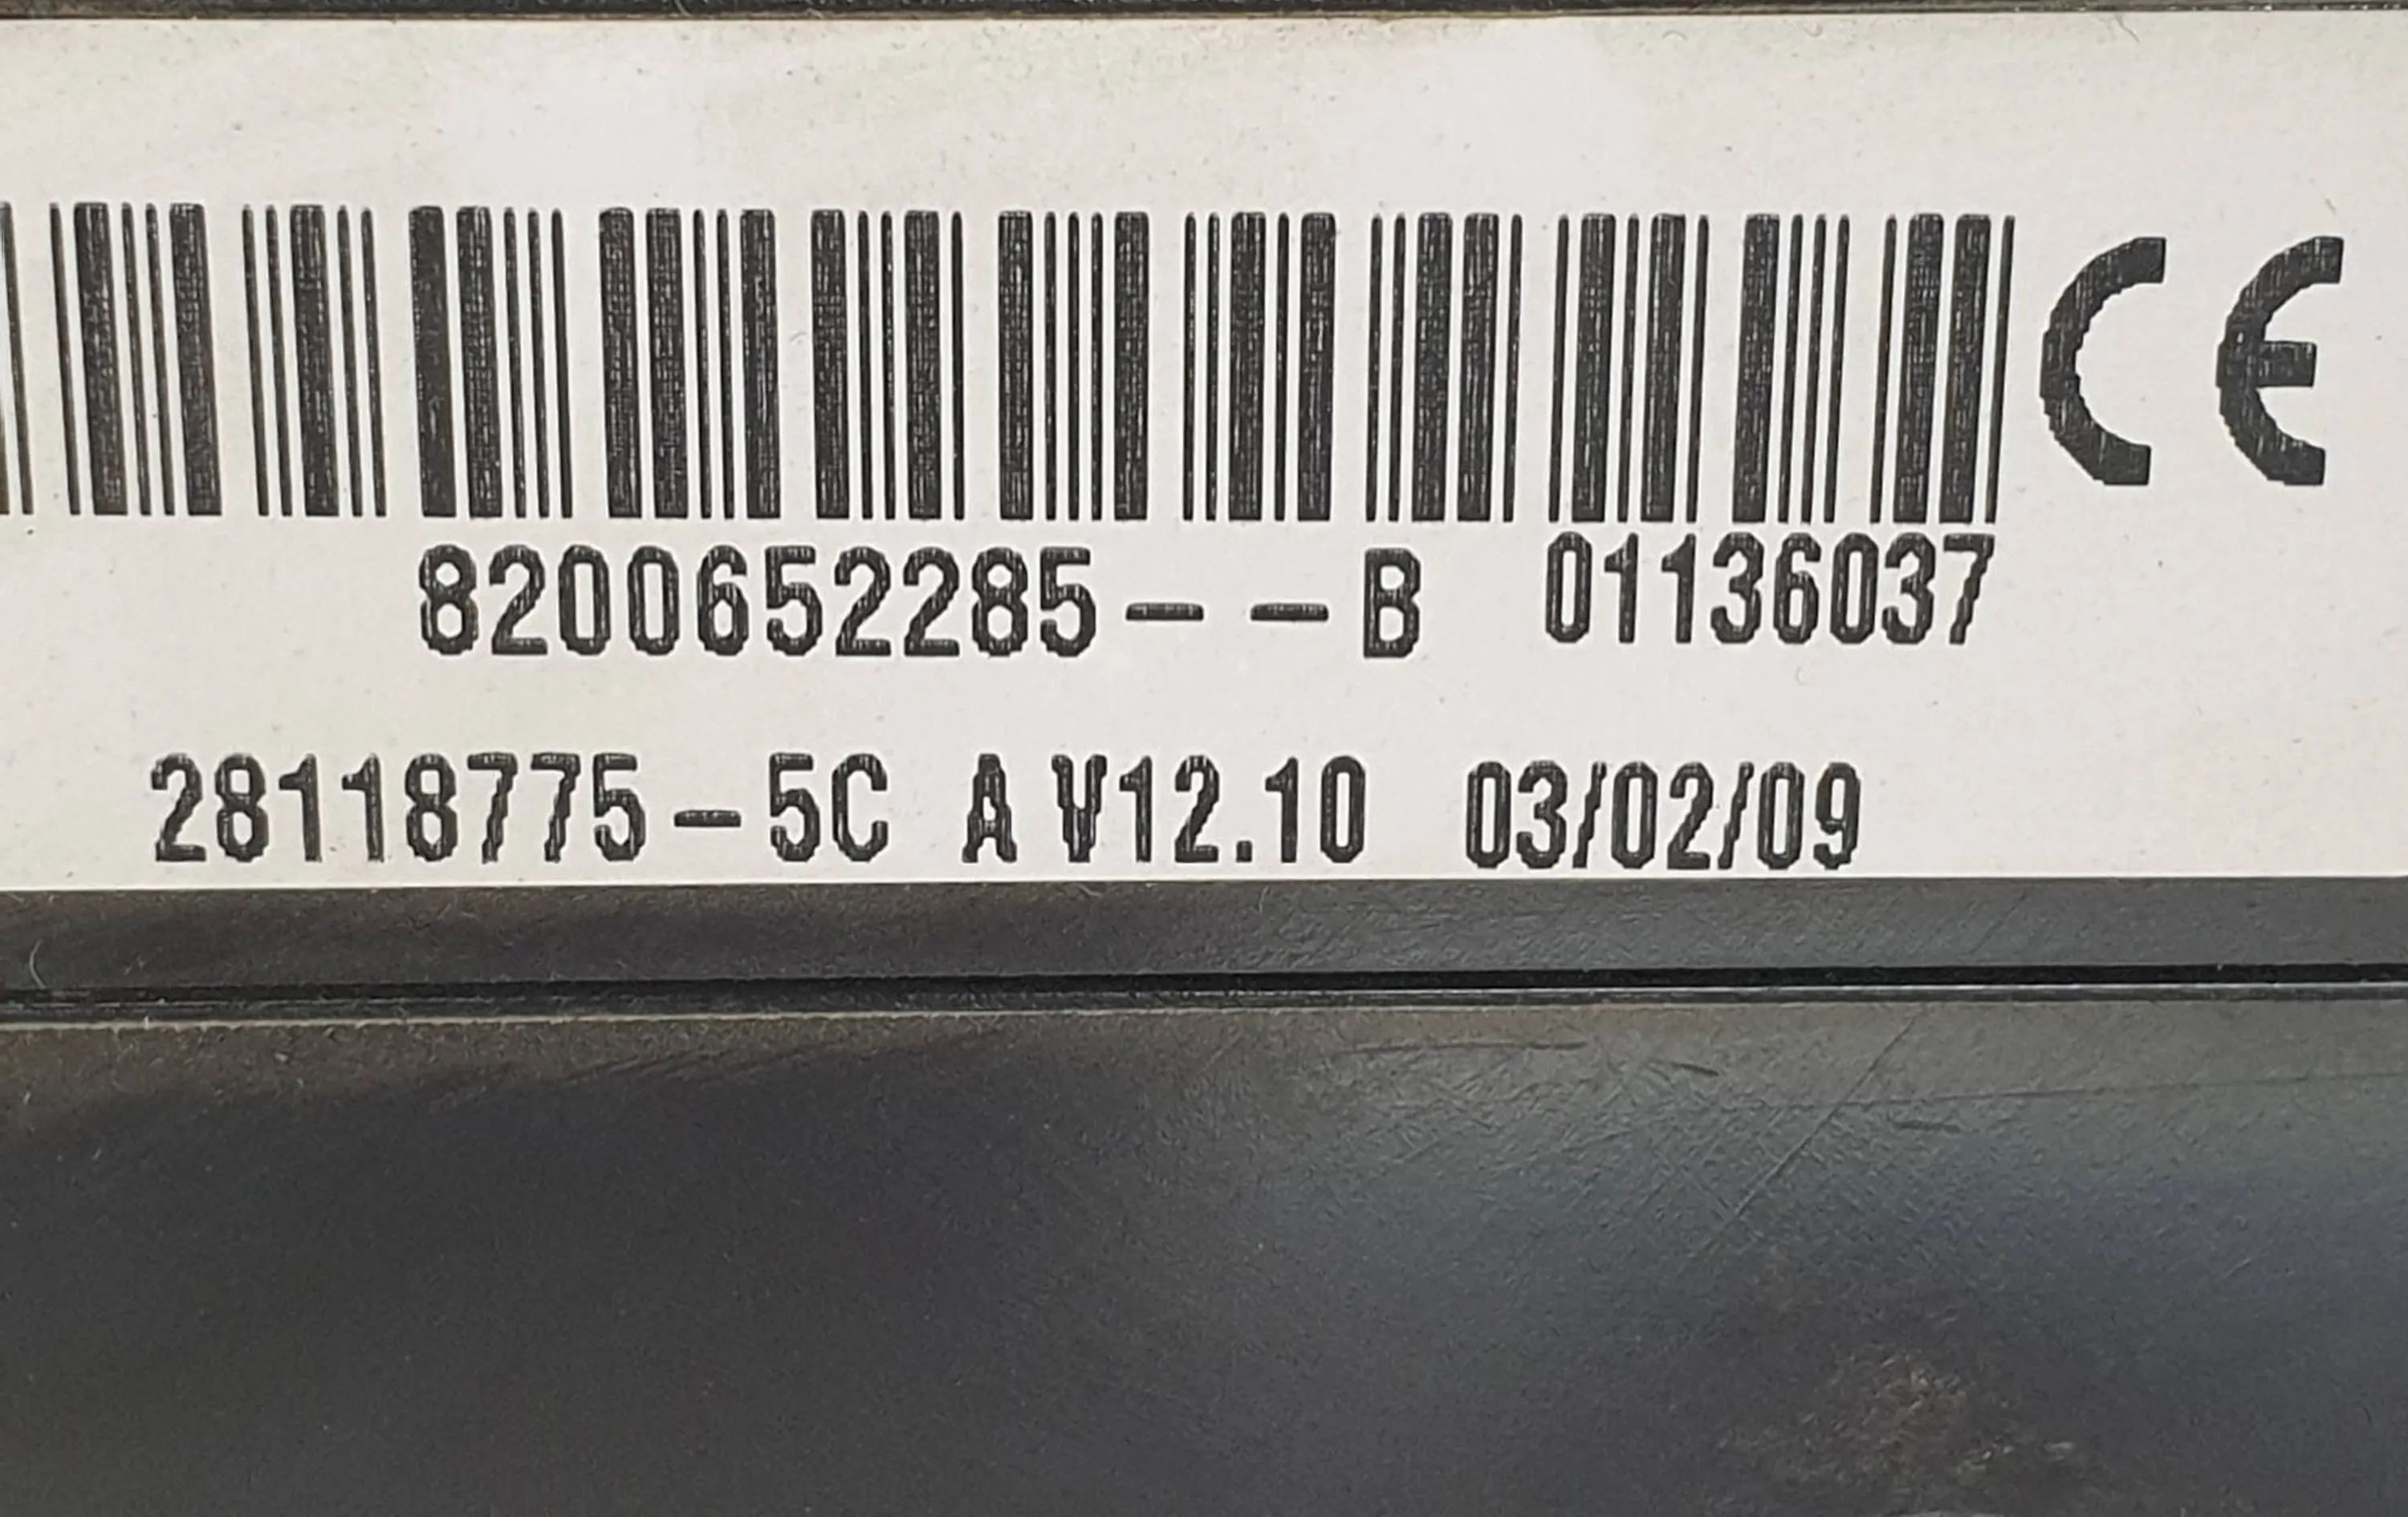 CE
8200652285--B 01136037
28118775-5C A V12.10 03/02/09